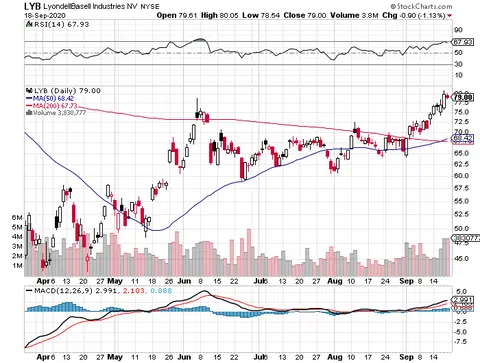 LYB LyondellBasell Industries NV NYSE © StockCharts.com
18-Sep-2020 Open 79.61 High 80.05 Low 78.54 Close 79.00 Volume 3.8M Chg -0.90 (-1.13%)
RSI(14) 67.93
90
70
67.93
50
30
10
LYB (Daily) 79.00
MA(50) 68.42
MA(200) 67.73
Volume 3,830,777
79.00
77.5
75.0
72.5
70.0
68.42
65.0
62.5
60.0
57.5
55.0
52.5
50.0
47.5
45.0
6M
5M
4M
3M
2M
1M
Apr 6 13 20 27 May 11 18 26 Jun 8 15 22 Jul 6 13 20 27 Aug 10 17 24 Sep 8 14
MACD(12,26,9) 2.991, 2.103, 0.888
5.0
2.991
0.888
-2.5
-5.0
-7.5
Apr 6 13 20 27 May 11 18 26 Jun 8 15 22 Jul 6 13 20 27 Aug 10 17 24 Sep 8 14